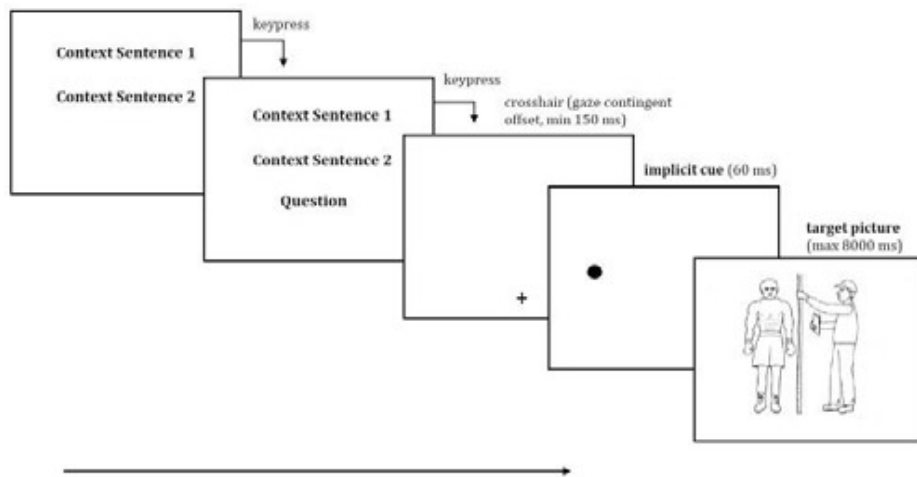 Context Sentence 1
Context Sentence 2
keypress
Context Sentence 1
Context Sentence 2
Question
keypress
crosshair (gaze contingent
offset, min 150 ms)
implicit cue (60 ms)
target picture
(max 8000 ms)